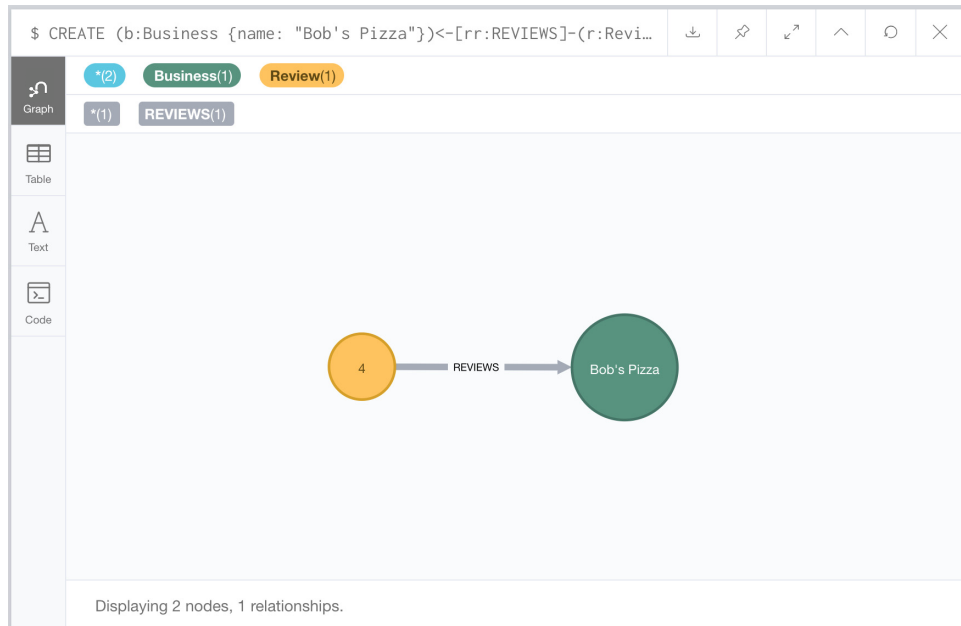 $ CREATE (b:Business {name: "Bob's Pizza"})<-[rr:REVIEWS]-(r:Revi…
*(2) Business(1) Review(1)
*(1) REVIEWS(1)
Graph
Table
Text
Code
4 REVIEWS Bob's Pizza
Displaying 2 nodes, 1 relationships.